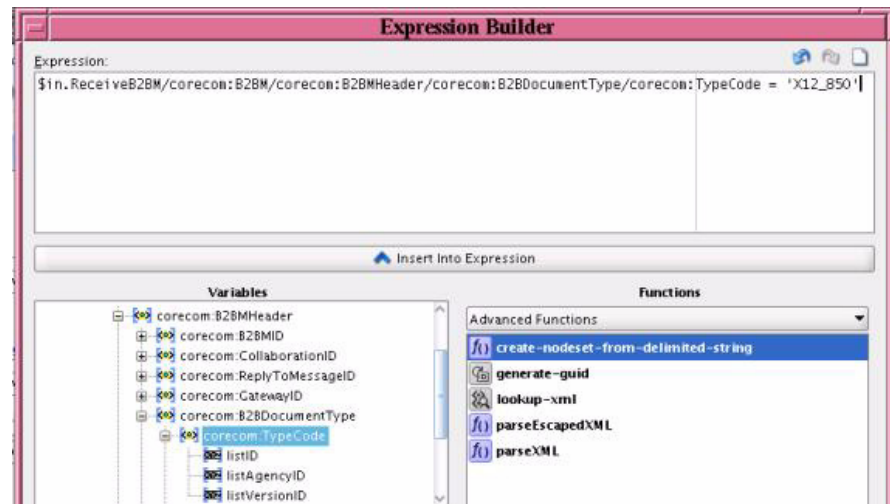 Expression Builder
Expression:
$in.ReceiveB2BM/corecom:B2BM/corecom:B2BMHeader/corecom:B2BDocumentType/corecom:TypeCode = 'X12_850'
Insert Into Expression
Variables
corecom:B2BMHeader
corecom:B2BMID
corecom:CollaborationID
corecom:ReplyToMessageID
corecom:GatewayID
corecom:B2BDocumentType
corecom:TypeCode
listID
listAgencyID
listVersionID
Functions
Advanced Functions
create-nodeset-from-delimited-string
generate-guid
lookup-xml
parseEscapedXML
parseXML